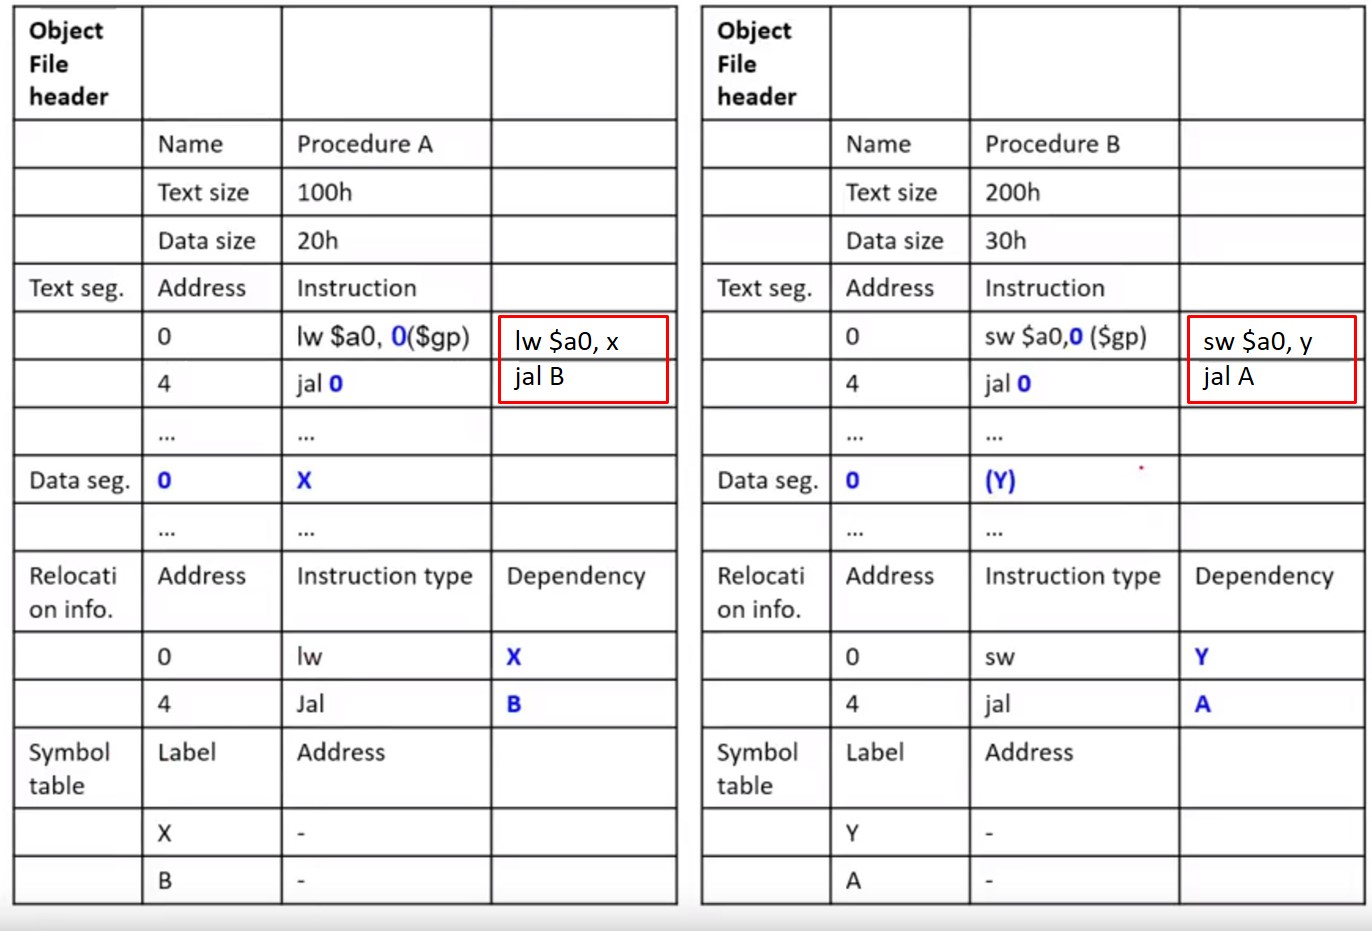 Object
File
header
Name Procedure A
Text size 100h
Data size 20h
Text seg. Address Instruction
0 lw $a0, 0($gp) lw $a0, x
4 jal 0 jal B
... ...
Data seg. 0 X
... ...
Relocati Address Instruction type Dependency
on info.
0 lw X
4 Jal B
Symbol Label Address
table
X -
B -
Object
File
header
Name Procedure B
Text size 200h
Data size 30h
Text seg. Address Instruction
0 sw $a0,0 ($gp) sw $a0, y
4 jal 0 jal A
... ...
Data seg. 0 (Y)
... ...
Relocati Address Instruction type Dependency
on info.
0 sw Y
4 jal A
Symbol Label Address
table
Y -
A -